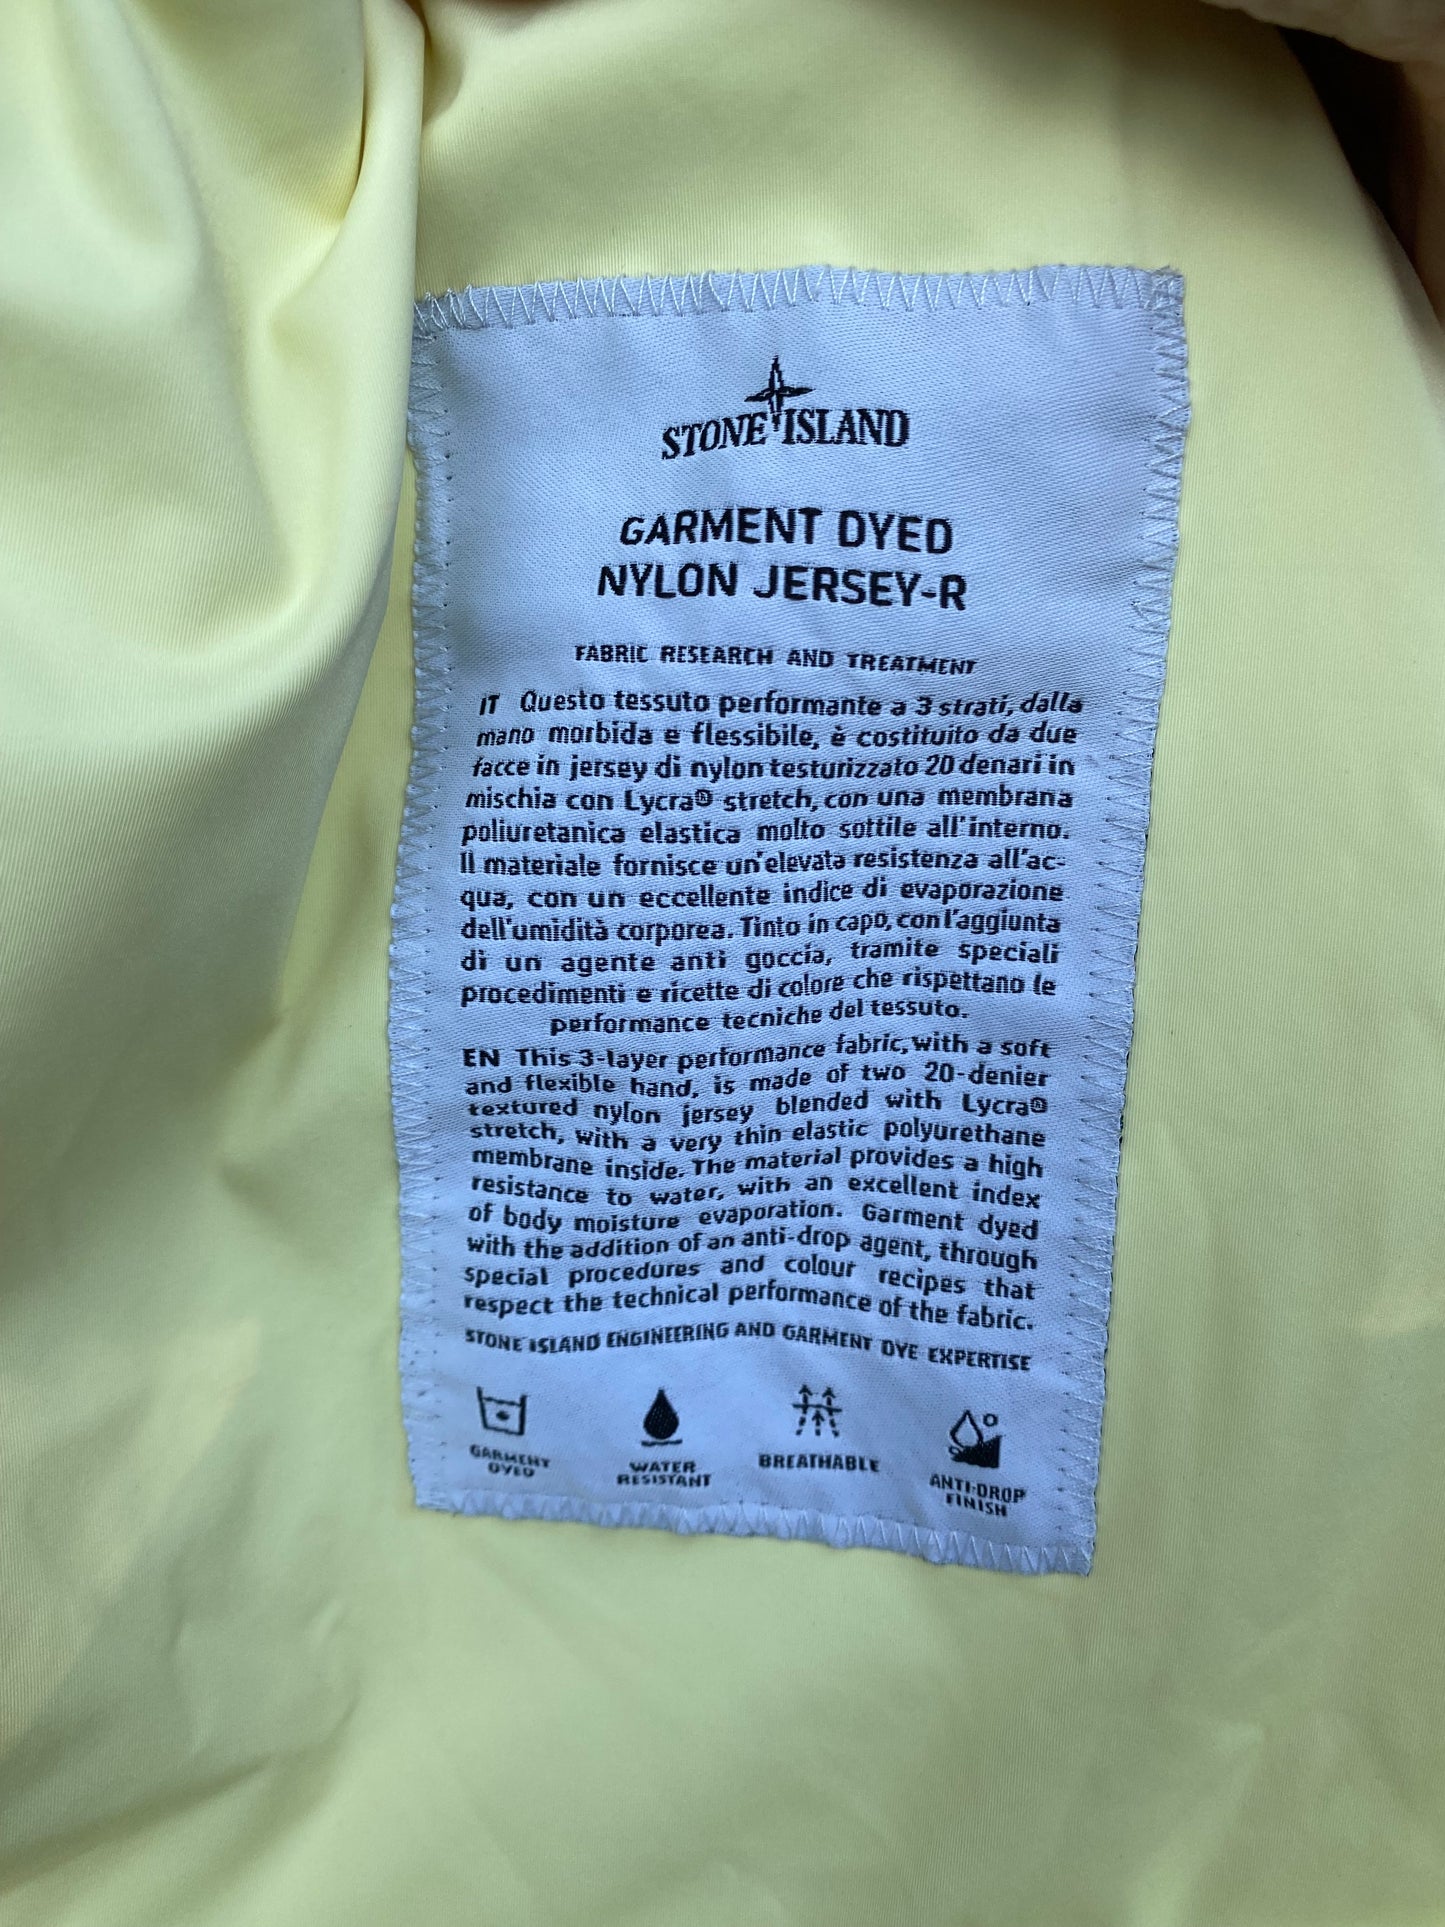 STONE ISLAND
GARMENT DYED
NYLON JERSEY-R
FABRIC RESEARCH AND TREATMENT
IT Questo tessuto performante a 3 strati, dalla
mano morbida e flessibile, è costituito da due
facce in jersey di nylon testurizzato 20 denari in
mischia con Lycra® stretch, con una membrana
poliuretanica elastica molto sottile all'interno.
Il materiale fornisce un'elevata resistenza all'ac-
qua, con un eccellente indice di evaporazione
dell'umidità corporea. Tinto in capo, con l'aggiunta
di un agente anti goccia, tramite speciali
procedimenti e ricette di colore che rispettano le
performance tecniche del tessuto.
EN This 3-layer performance fabric, with a soft
and flexible hand, is made of two 20-denier
textured nylon jersey blended with Lycra®
stretch, with a very thin elastic polyurethane
membrane inside. The material provides a high
resistance to water, with an excellent index
of body moisture evaporation. Garment dyed
with the addition of an anti-drop agent, through
special procedures and colour recipes that
respect the technical performance of the fabric.
STONE ISLAND ENGINEERING AND GARMENT DYE EXPERTISE
GARMENT
DYED
WATER
RESISTANT
BREATHABLE
ANTI-DROP
FINISH